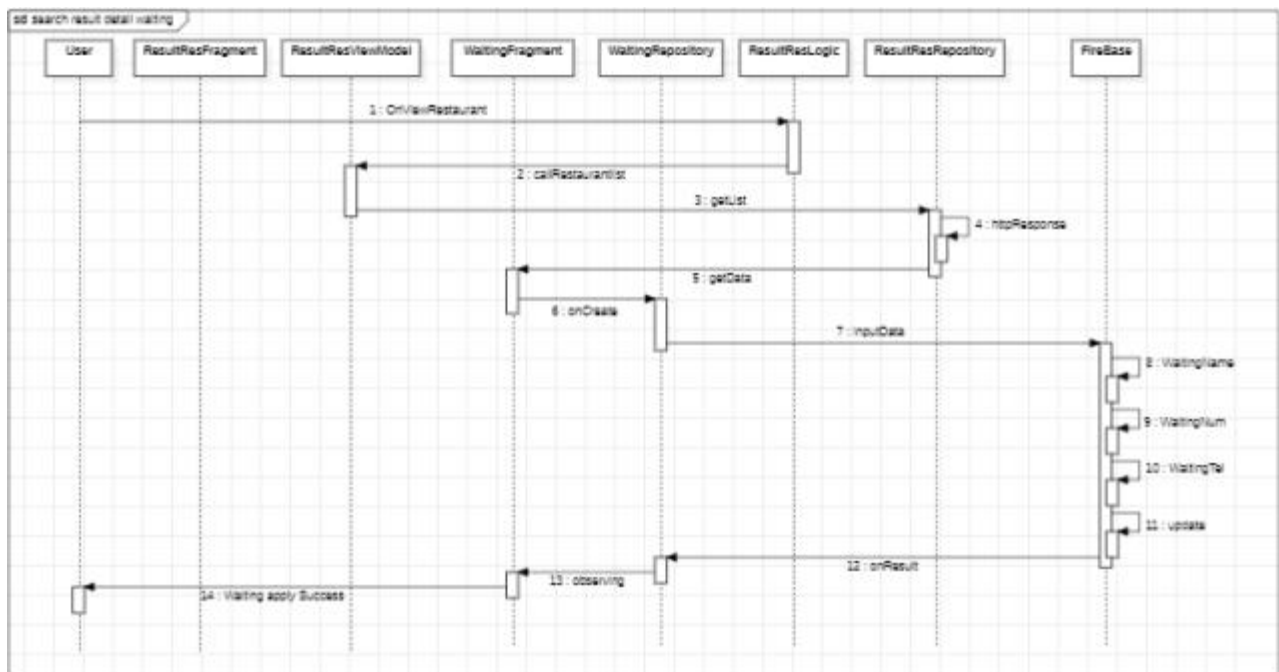 sd search result detail waiting
User
ResultResFragment
ResultResViewModel
WaitingFragment
WaitingRepository
ResultResLogic
ResultResRepository
FireBase
1 : OnViewRestaurant
2 : callRestaurantlist
3 : getList
4 : httpResponse
5 : getData
6 : onCreate
7 : inputData
8 : WaitingName
9 : WaitingNum
10 : WaitingTel
11 : update
12 : onResult
13 : observing
14 : Waiting apply Success